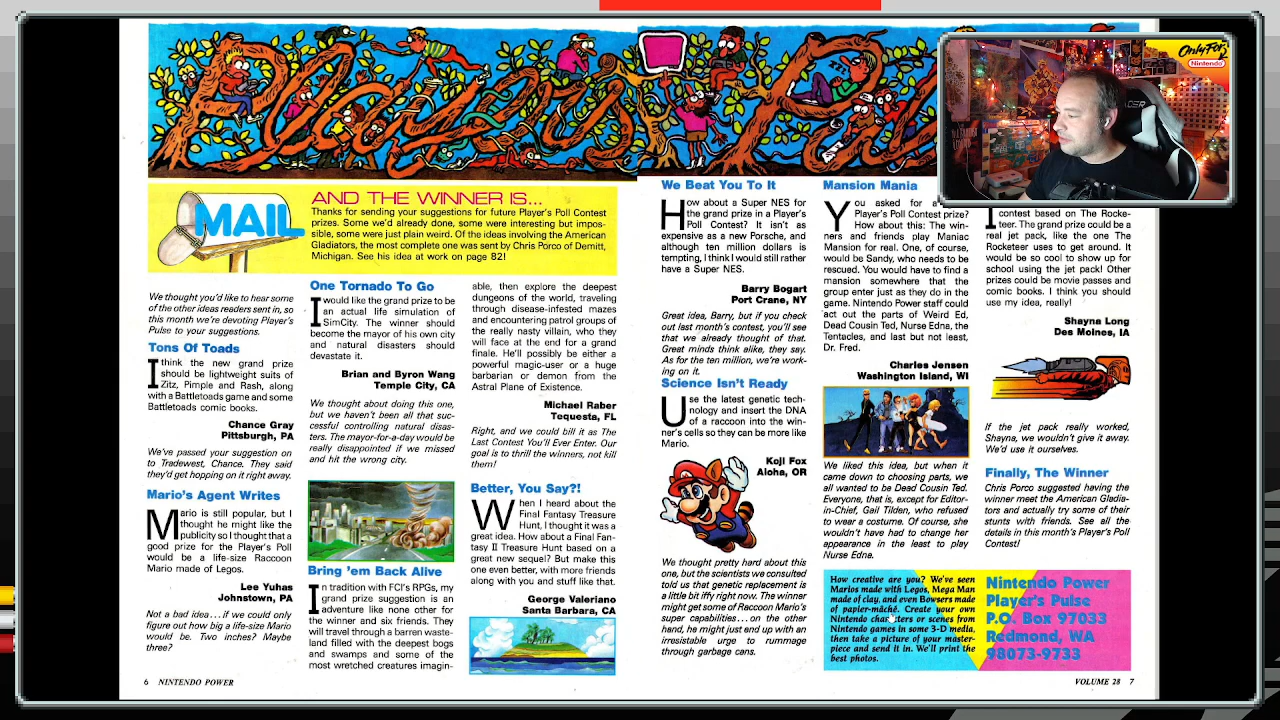 Player's Pu
OnlyFor
Nintendo
MAIL
AND THE WINNER IS...
Thanks for sending your suggestions for future Player's Poll Contest
prizes. Some we'd already done, some were interesting but impos-
sible, some were just plain weird. Of the ideas involving the American
Gladiators, the most complete one was sent by Chris Porco of Demitt,
Michigan. See his idea at work on page 82!
We thought you'd like to hear some
of the other ideas readers sent in, so
this month we're devoting Player's
Pulse to your suggestions.
Tons Of Toads
I think the new grand prize
should be lightweight suits of
Zitz, Pimple and Rash, along
with a Battletoads game and some
Battletoads comic books.
Chance Gray
Pittsburgh, PA
We've passed your suggestion on
to Tradewest, Chance. They said
they'd get hopping on it right away.
Mario's Agent Writes
Mario is still popular, but I
thought he might like the
publicity so I thought that a
good prize for the Player's Poll
would be a life-size Raccoon
Mario made of Legos.
Lee Yuhas
Johnstown, PA
Not a bad idea...if we could only
figure out how big a life-size Mario
would be. Two inches? Maybe
three?
One Tornado To Go
I would like the grand prize to be
an actual life simulation of
SimCity. The winner should
become the mayor of his own city
and natural disasters should
devastate it.
Brian and Byron Wang
Temple City, CA
We thought about doing this one,
but we haven't been all that suc-
cessful controlling natural disas-
ters. The mayor-for-a-day would be
really disappointed if we missed
and hit the wrong city.
Bring 'em Back Alive
In tradition with FCI's RPGs, my
grand prize suggestion is an
adventure like none other for
the winner and six friends. They
will travel through a barren waste-
land filled with the deepest bogs
and swamps and some of the
most wretched creatures imagin-
able, then explore the deepest
dungeons of the world, traveling
through disease-infested mazes
and encountering patrol groups of
the really nasty villain, who they
will face at the end for a grand
finale. He'll possibly be either a
powerful magic-user or a huge
barbarian or demon from the
Astral Plane of Existence.
Michael Raber
Tequesta, FL
Right, and we could bill it as The
Last Contest You'll Ever Enter. Our
goal is to thrill the winners, not kill
them!
Better, You Say?!
When I heard about the
Final Fantasy Treasure
Hunt, I thought it was a
great idea. How about a Final Fan-
tasy II Treasure Hunt based on a
great new sequel? But make this
one even better, with more friends
along with you and stuff like that.
George Valeriano
Santa Barbara, CA
We Beat You To It
How about a Super NES for
the grand prize in a Player's
Poll Contest? It isn't as
expensive as a new Porsche, and
although ten million dollars is
tempting, I think I would still rather
have a Super NES.
Barry Bogart
Port Crane, NY
Great idea, Barry, but if you check
out last month's contest, you'll see
that we already thought of that.
Great minds think alike, they say.
As for the ten million, we're work-
ing on it.
Science Isn't Ready
Use the latest genetic tech-
nology and insert the DNA
of a raccoon into the win-
ner's cells so they can be more like
Mario.
Koji Fox
Aloha, OR
We thought pretty hard about this
one, but the scientists we consulted
told us that genetic replacement is
a little bit iffy right now. The winner
might get some of Raccoon Mario's
super capabilities...on the other
hand, he might just end up with an
irresistable urge to rummage
through garbage cans.
Mansion Mania
You asked for a
Player's Poll Contest prize?
How about this: The win-
ners and friends play Maniac
Mansion for real. One, of course,
would be Sandy, who needs to be
rescued. You would have to find a
mansion somewhere that the
group enter just as they do in the
game. Nintendo Power staff could
act out the parts of Weird Ed,
Dead Cousin Ted, Nurse Edna, the
Tentacles, and last but not least,
Dr. Fred.
Charles Jensen
Washington Island, WI
We liked this idea, but when it
came down to choosing parts, we
all wanted to be Dead Cousin Ted.
Everyone, that is, except for Editor-
in-Chief, Gail Tilden, who refused
to wear a costume. Of course, she
wouldn't have had to change her
appearance in the least to play
Nurse Edna.
contest based on The Rocke-
teer. The grand prize could be a
real jet pack, like the one The
Rocketeer uses to get around. It
would be so cool to show up for
school using the jet pack! Other
prizes could be movie passes and
comic books. I think you should
use my idea, really!
Shayna Long
Des Moines, IA
If the jet pack really worked,
Shayna, we wouldn't give it away.
We'd use it ourselves.
Finally, The Winner
Chris Porco suggested having the
winner meet the American Gladia-
tors and actually try some of their
stunts with friends. See all the
details in this month's Player's Poll
Contest!
How creative are you? We've seen
Marios made with Legos, Mega Man
made of clay, and even Bowsers made
of papier-mâché. Create your own
Nintendo characters or scenes from
Nintendo games in some 3-D media,
then take a picture of your master-
piece and send it in. We'll print the
best photos.
Nintendo Power
Player's Pulse
P.O. Box 97033
Redmond, WA
98073-9733
6 NINTENDO POWER
VOLUME 28 7